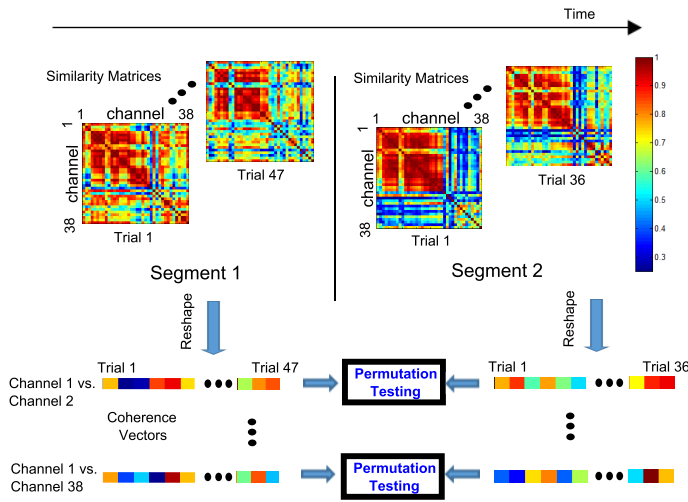 Time
Similarity Matrices
1 channel 38
1
channel
38
Trial 1
Trial 47
Segment 1
Similarity Matrices
1 channel 38
1
channel
38
Trial 1
Trial 36
Segment 2
1
0.9
0.8
0.7
0.6
0.5
0.4
0.3
Reshape
Reshape
Trial 1
Trial 47
Channel 1 vs.
Channel 2
Permutation
Testing
Trial 1
Trial 36
Coherence
Vectors
Channel 1 vs.
Channel 38
Permutation
Testing